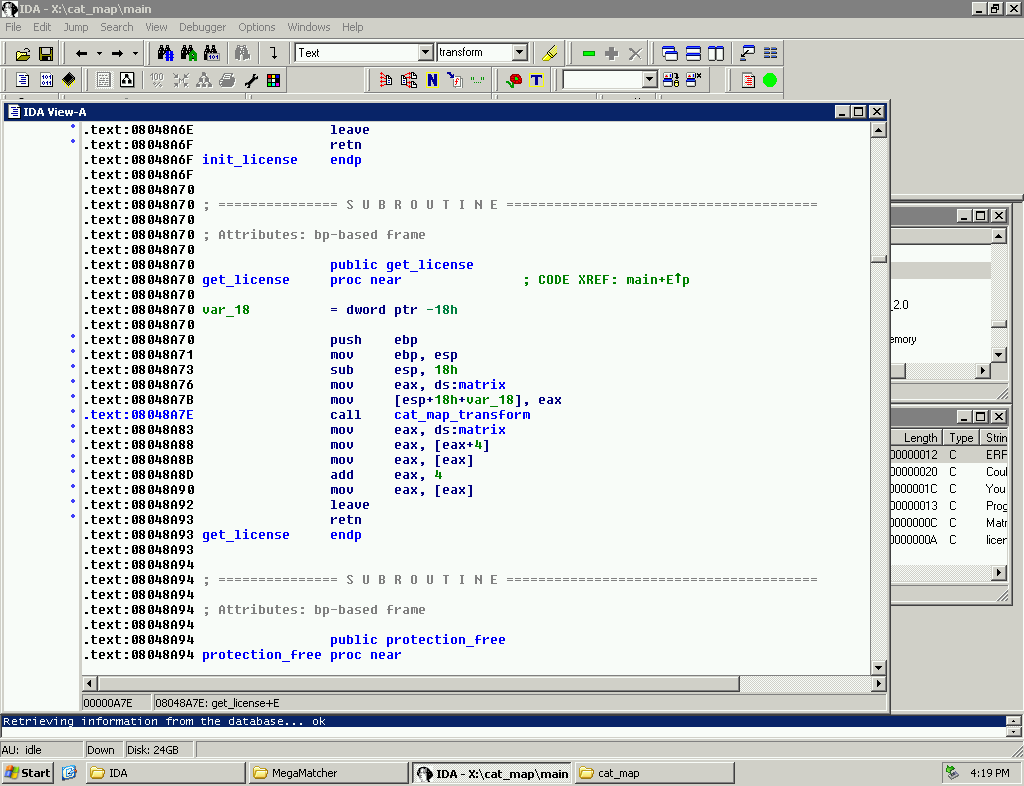 IDA - X:\cat_map\main
File Edit Jump Search View Debugger Options Windows Help
Text transform
IDA View-A
.text:08048A6E leave
.text:08048A6F retn
.text:08048A6F init_license endp
.text:08048A6F
.text:08048A70
.text:08048A70 ; =============== S U B R O U T I N E =======================================
.text:08048A70
.text:08048A70 ; Attributes: bp-based frame
.text:08048A70
.text:08048A70 public get_license
.text:08048A70 get_license proc near ; CODE XREF: main+E↑p
.text:08048A70
.text:08048A70 var_18 = dword ptr -18h
.text:08048A70
.text:08048A70 push ebp
.text:08048A71 mov ebp, esp
.text:08048A73 sub esp, 18h
.text:08048A76 mov eax, ds:matrix
.text:08048A7B mov [esp+18h+var_18], eax
.text:08048A7E call cat_map_transform
.text:08048A83 mov eax, ds:matrix
.text:08048A88 mov eax, [eax+4]
.text:08048A8B mov eax, [eax]
.text:08048A8D add eax, 4
.text:08048A90 mov eax, [eax]
.text:08048A92 leave
.text:08048A93 retn
.text:08048A93 get_license endp
.text:08048A93
.text:08048A94
.text:08048A94 ; =============== S U B R O U T I N E =======================================
.text:08048A94
.text:08048A94 ; Attributes: bp-based frame
.text:08048A94
.text:08048A94 public protection_free
.text:08048A94 protection_free proc near
00000A7E 08048A7E: get_license+E
_2.0
emory
Length Type Strin
00000012 C ERF
00000020 C Coul
0000001C C You
00000013 C Prog
0000000C C Matr
0000000A C licen
Retrieving information from the database... ok
AU: idle Down Disk: 24GB
Start IDA MegaMatcher IDA - X:\cat_map\main cat_map 4:19 PM